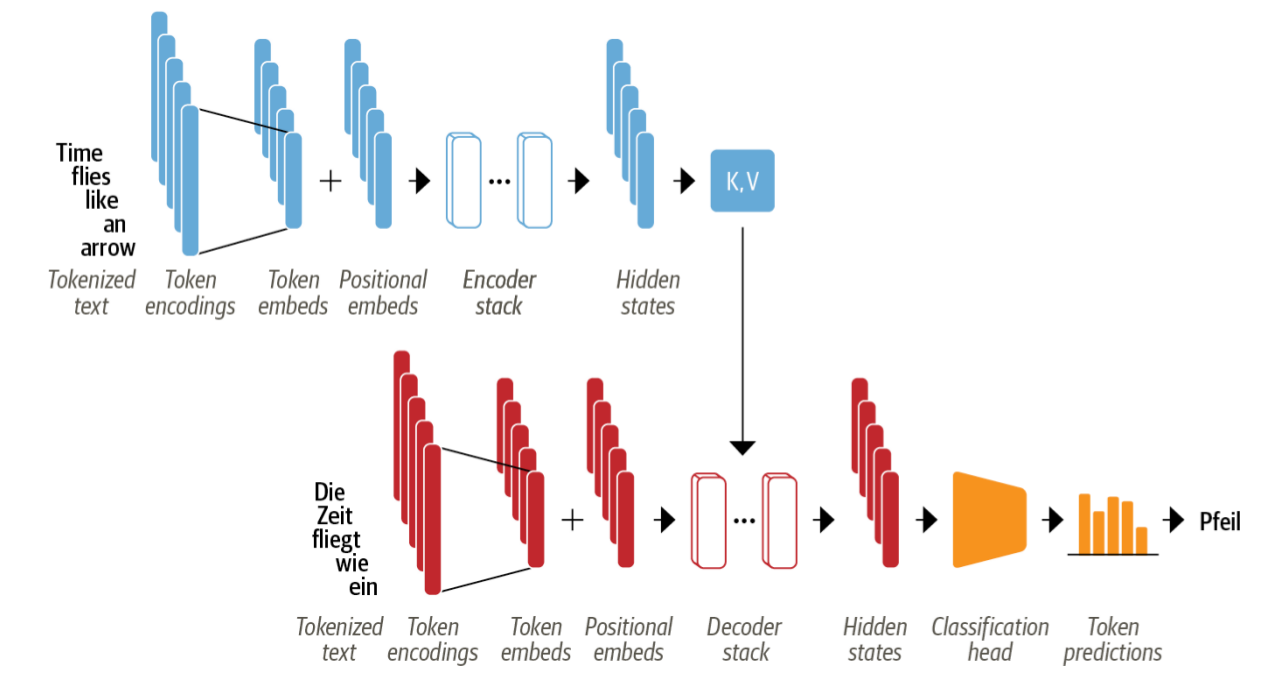 Time
flies
like
an
arrow
+
...
K,V
Tokenized
text
Token
encodings
Token
embeds
Positional
embeds
Encoder
stack
Hidden
states
Die
Zeit
fliegt
wie
ein
+
...
Pfeil
Tokenized
text
Token
encodings
Token
embeds
Positional
embeds
Decoder
stack
Hidden
states
Classification
head
Token
predictions